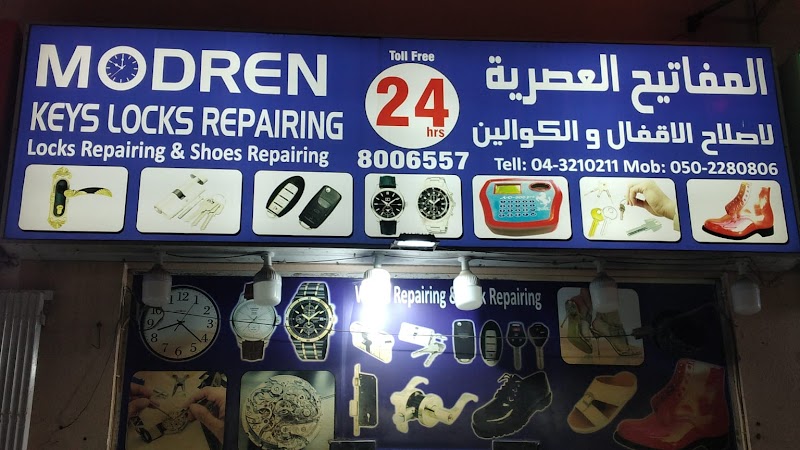 MODREN
KEYS LOCKS REPAIRING
Locks Repairing & Shoes Repairing
Toll Free
24
hrs
8006557
المفاتيح العصرية
لاصلاح الاقفال و الكوالين
Tell: 04-3210211 Mob: 050-2280806
Repairing & Repairing